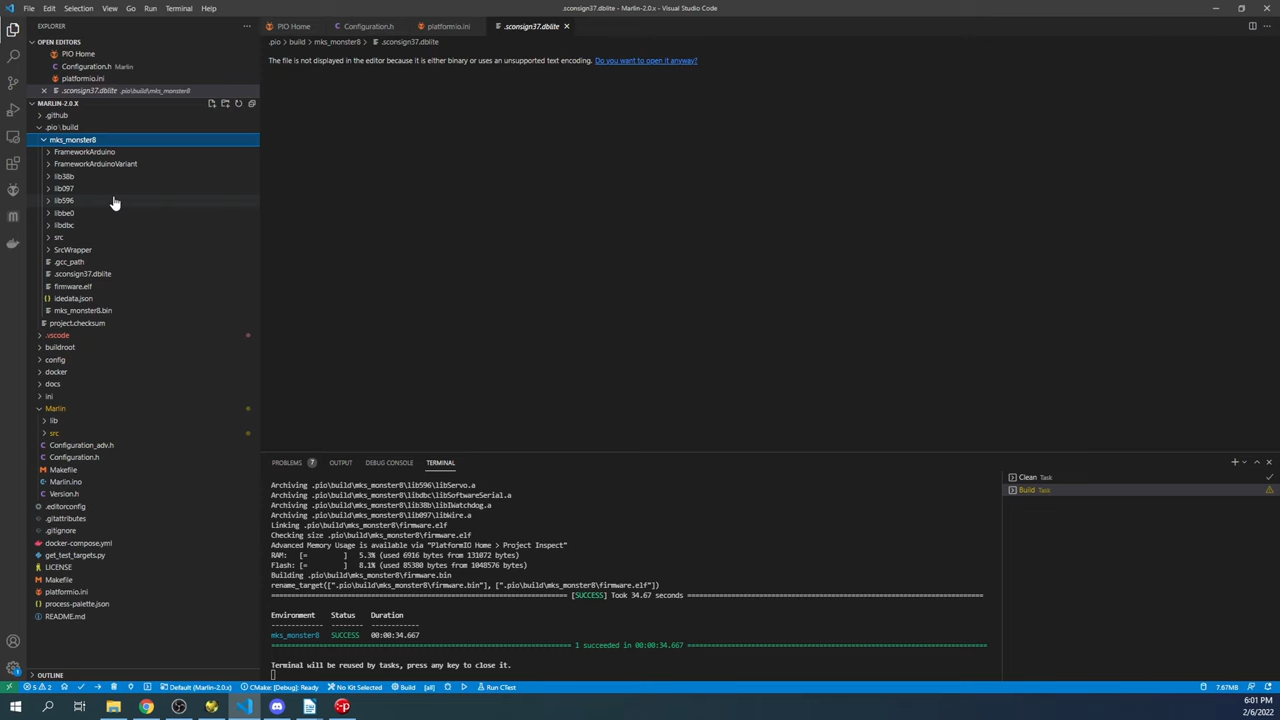 File Edit Selection View Go Run Terminal Help
.sconsign37.dblite - Marlin-2.0.x - Visual Studio Code
EXPLORER
PIO Home Configuration.h platformio.ini .sconsign37.dblite
OPEN EDITORS
PIO Home
Configuration.h Marlin
platformio.ini
.sconsign37.dblite .pio\build\mks_monster8
MARLIN-2.0.X
.github
.pio \ build
mks_monster8
FrameworkArduino
FrameworkArduinoVariant
lib38b
lib097
lib596
libbe0
libdbc
src
SrcWrapper
.gcc_path
.sconsign37.dblite
firmware.elf
idedata.json
mks_monster8.bin
project.checksum
.vscode
buildroot
config
docker
docs
ini
Marlin
lib
src
Configuration_adv.h
Configuration.h
Makefile
Marlin.ino
Version.h
.editorconfig
.gitattributes
.gitignore
docker-compose.yml
get_test_targets.py
LICENSE
Makefile
platformio.ini
process-palette.json
README.md
OUTLINE
.pio > build > mks_monster8 > .sconsign37.dblite
The file is not displayed in the editor because it is either binary or uses an unsupported text encoding. Do you want to open it anyway?
PROBLEMS 7 OUTPUT DEBUG CONSOLE TERMINAL
Archiving .pio\build\mks_monster8\lib596\libServo.a
Archiving .pio\build\mks_monster8\libdbc\libSoftwareSerial.a
Archiving .pio\build\mks_monster8\lib38b\libIWatchdog.a
Archiving .pio\build\mks_monster8\lib097\libWire.a
Linking .pio\build\mks_monster8\firmware.elf
Checking size .pio\build\mks_monster8\firmware.elf
Advanced Memory Usage is available via "PlatformIO Home > Project Inspect"
RAM: [= ] 5.3% (used 6916 bytes from 131072 bytes)
Flash: [= ] 8.1% (used 85380 bytes from 1048576 bytes)
Building .pio\build\mks_monster8\firmware.bin
rename_target([".pio\build\mks_monster8\firmware.bin"], [".pio\build\mks_monster8\firmware.elf"])
[SUCCESS] Took 34.67 seconds
Environment Status Duration
mks_monster8 SUCCESS 00:00:34.667
1 succeeded in 00:00:34.667
Terminal will be reused by tasks, press any key to close it.
Clean Task
Build Task
5 2 Default (Marlin-2.0.x) CMake: [Debug]: Ready No Kit Selected Build [all] Run CTest 7.67MB
6:01 PM
2/6/2022